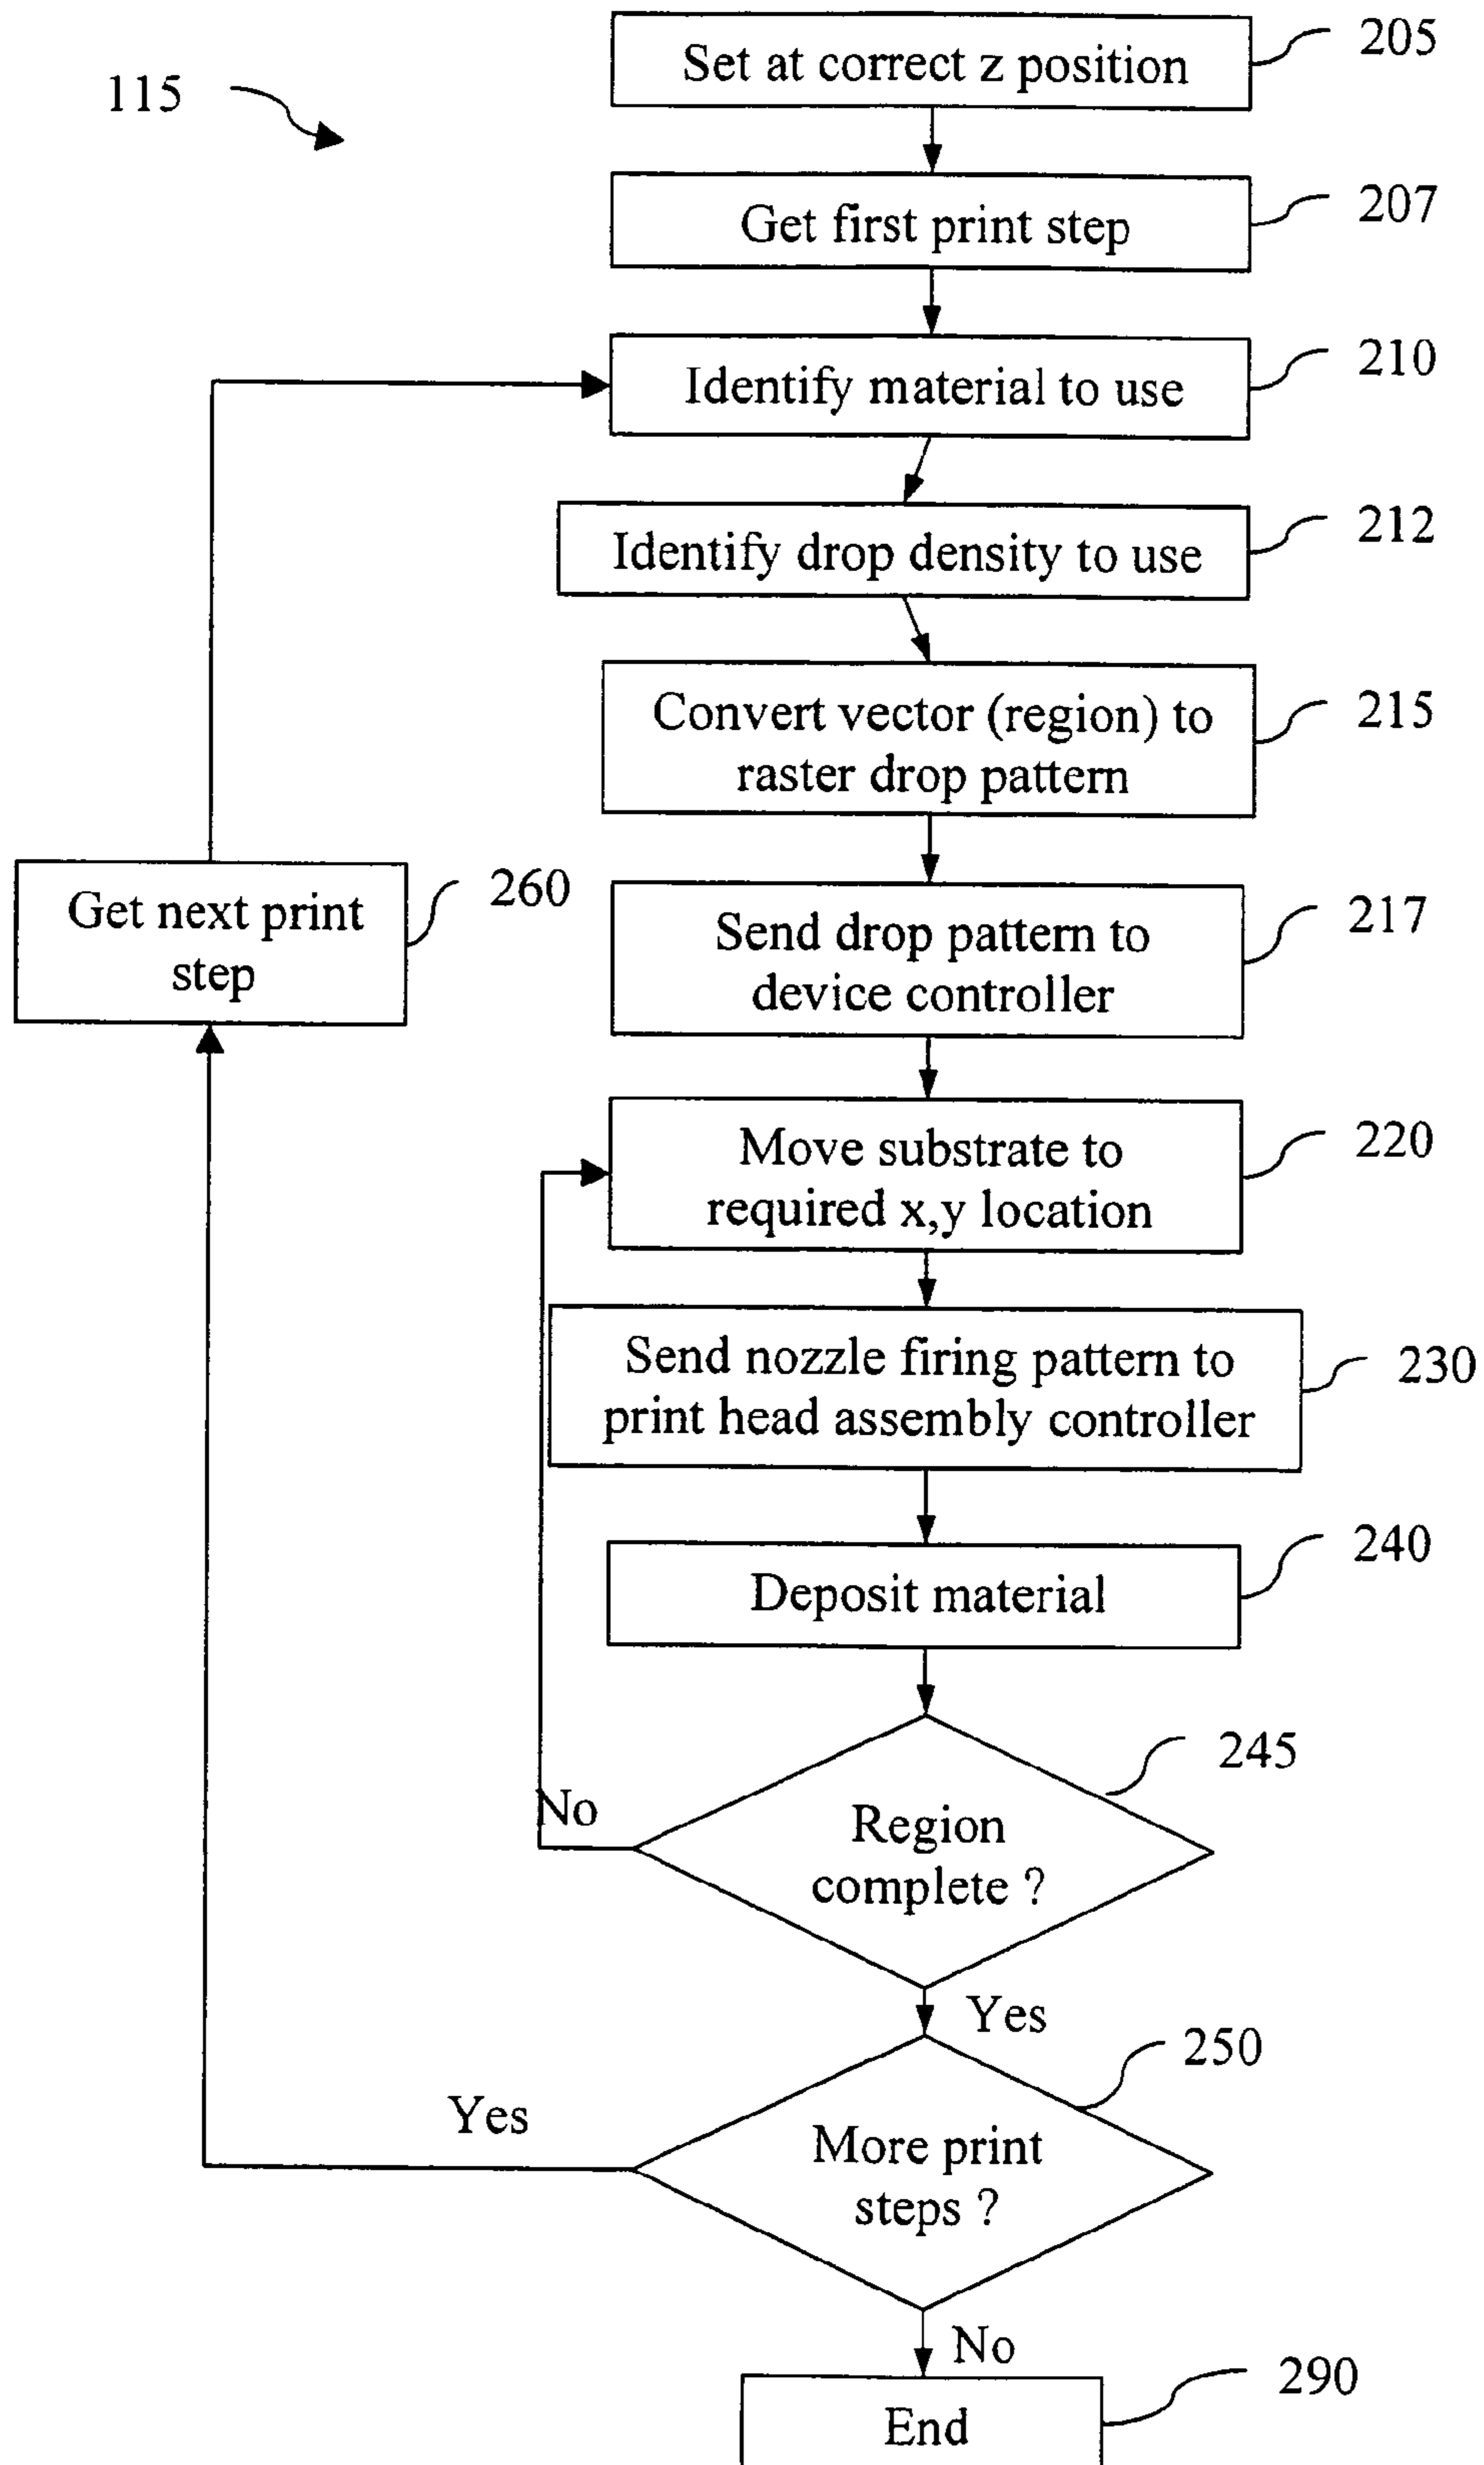 115
Set at correct z position
205
Get first print step
207
Identify material to use
210
Identify drop density to use
212
Convert vector (region) to
raster drop pattern
215
Get next print
step
260
Send drop pattern to
device controller
217
Move substrate to
required x,y location
220
Send nozzle firing pattern to
print head assembly controller
230
Deposit material
240
Region
complete ?
245
No
Yes
More print
steps ?
250
Yes
No
End
290